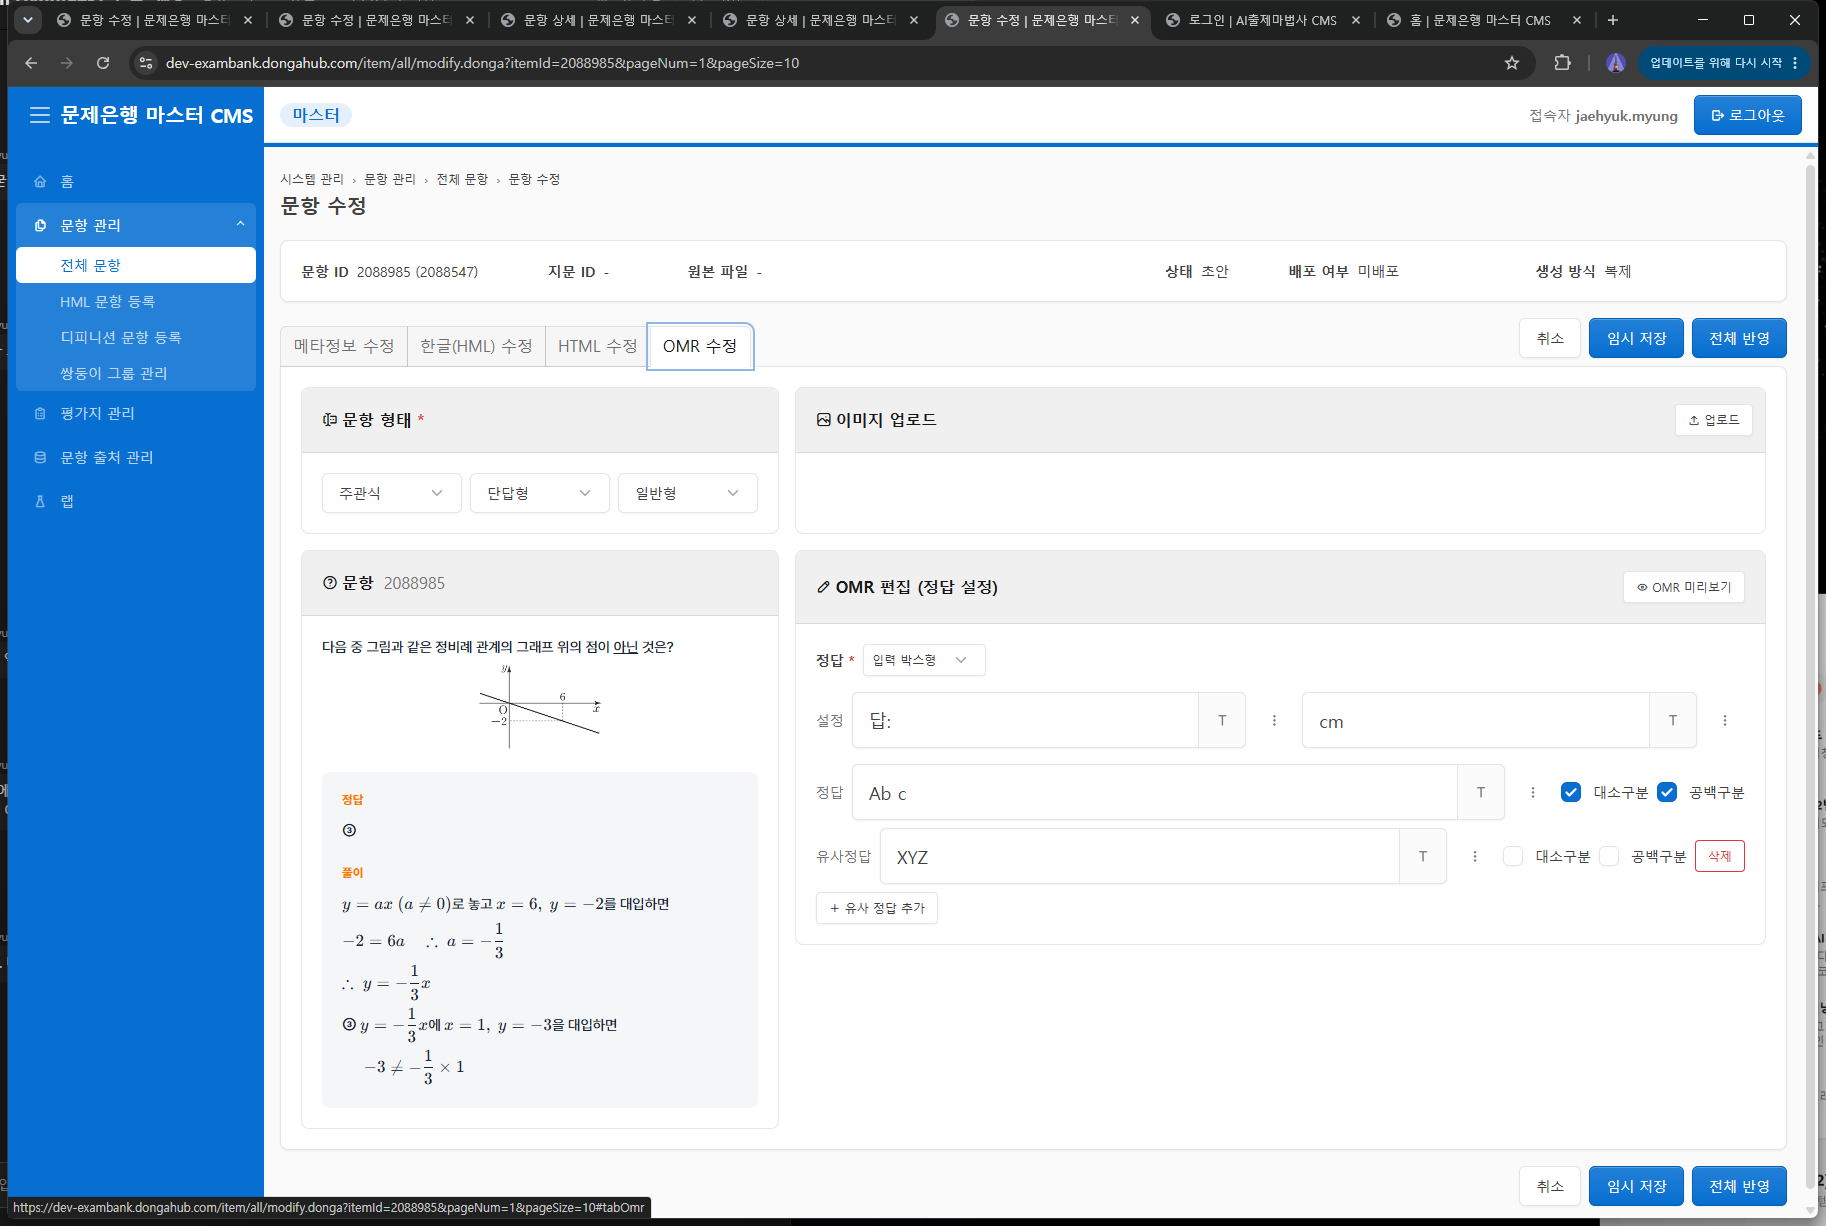 문항 수정 | 문제은행 마스터
문항 수정 | 문제은행 마스터
문항 상세 | 문제은행 마스터
문항 상세 | 문제은행 마스터
문항 수정 | 문제은행 마스터
로그인 | AI출제마법사 CMS
홈 | 문제은행 마스터 CMS
dev-exambank.dongahub.com/item/all/modify.donga?itemId=2088985&pageNum=1&pageSize=10
업데이트를 위해 다시 시작
문제은행 마스터 CMS
마스터
접속자 jaehyuk.myung
로그아웃
홈
문항 관리
전체 문항
HML 문항 등록
디피니션 문항 등록
쌍둥이 그룹 관리
평가지 관리
문항 출처 관리
랩
시스템 관리 › 문항 관리 › 전체 문항 › 문항 수정
문항 수정
문항 ID 2088985 (2088547)
지문 ID -
원본 파일 -
상태 초안
배포 여부 미배포
생성 방식 복제
메타정보 수정
한글(HML) 수정
HTML 수정
OMR 수정
취소
임시 저장
전체 반영
문항 형태 *
주관식
단답형
일반형
이미지 업로드
업로드
문항 2088985
다음 중 그림과 같은 정비례 관계의 그래프 위의 점이 아닌 것은?
y
6
O
x
−2
정답
③
풀이
y = ax (a ≠ 0)로 놓고 x = 6, y = −2를 대입하면
−2 = 6a ∴ a = −1/3
∴ y = −1/3x
③ y = −1/3x에 x = 1, y = −3을 대입하면
−3 ≠ −1/3 × 1
OMR 편집 (정답 설정)
OMR 미리보기
정답 * 입력 박스형
설정 답: T cm T
정답 Ab c T 대소구분 공백구분
유사정답 XYZ T 대소구분 공백구분 삭제
+ 유사 정답 추가
취소
임시 저장
전체 반영
https://dev-exambank.dongahub.com/item/all/modify.donga?itemId=2088985&pageNum=1&pageSize=10#tabOmr